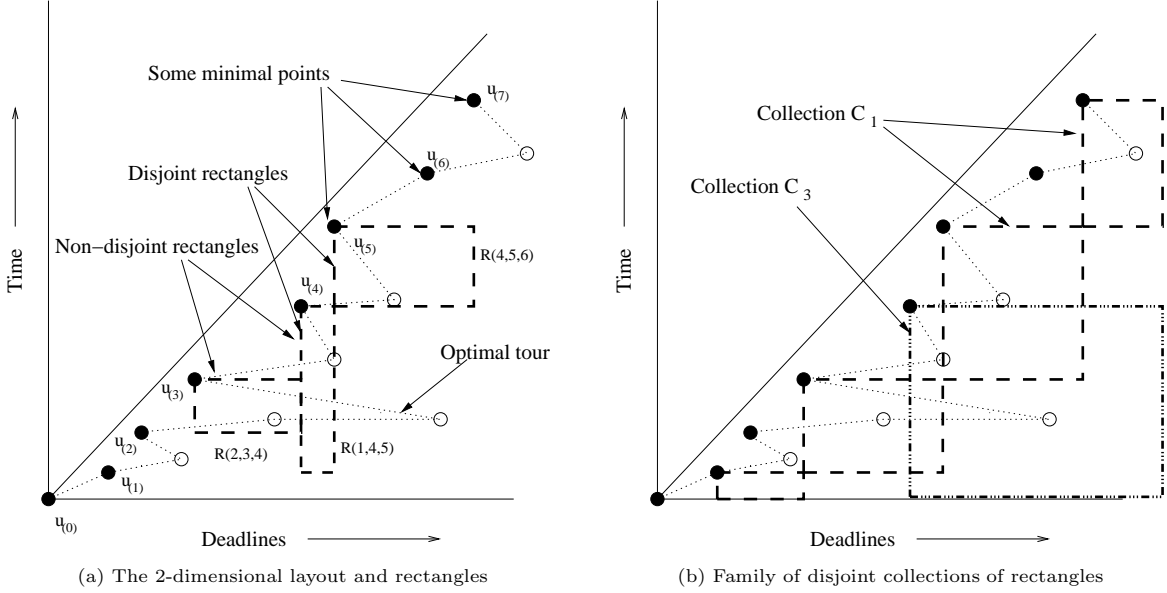 Some minimal points
u(7)
u(6)
Disjoint rectangles
Non-disjoint rectangles
u(5)
R(4,5,6)
u(4)
Time
Optimal tour
u(3)
u(2)
R(2,3,4)
R(1,4,5)
u(1)
u(0)
Deadlines
(a) The 2-dimensional layout and rectangles
Collection C 1
Collection C 3
Time
Deadlines
(b) Family of disjoint collections of rectangles